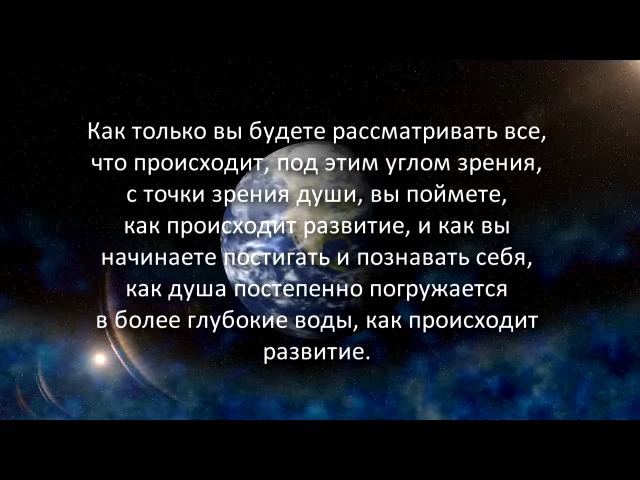 Как только вы будете рассматривать все,
что происходит, под этим углом зрения,
с точки зрения души, вы поймете,
как происходит развитие, и как вы
начинаете постигать и познавать себя,
как душа постепенно погружается
в более глубокие воды, как происходит
развитие.